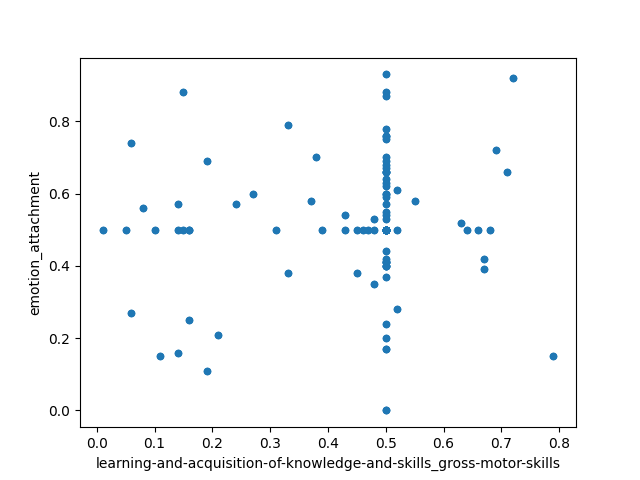 0.8
0.6
0.4
0.2
0.0
emotion_attachment
0.0 0.1 0.2 0.3 0.4 0.5 0.6 0.7 0.8
learning-and-acquisition-of-knowledge-and-skills_gross-motor-skills